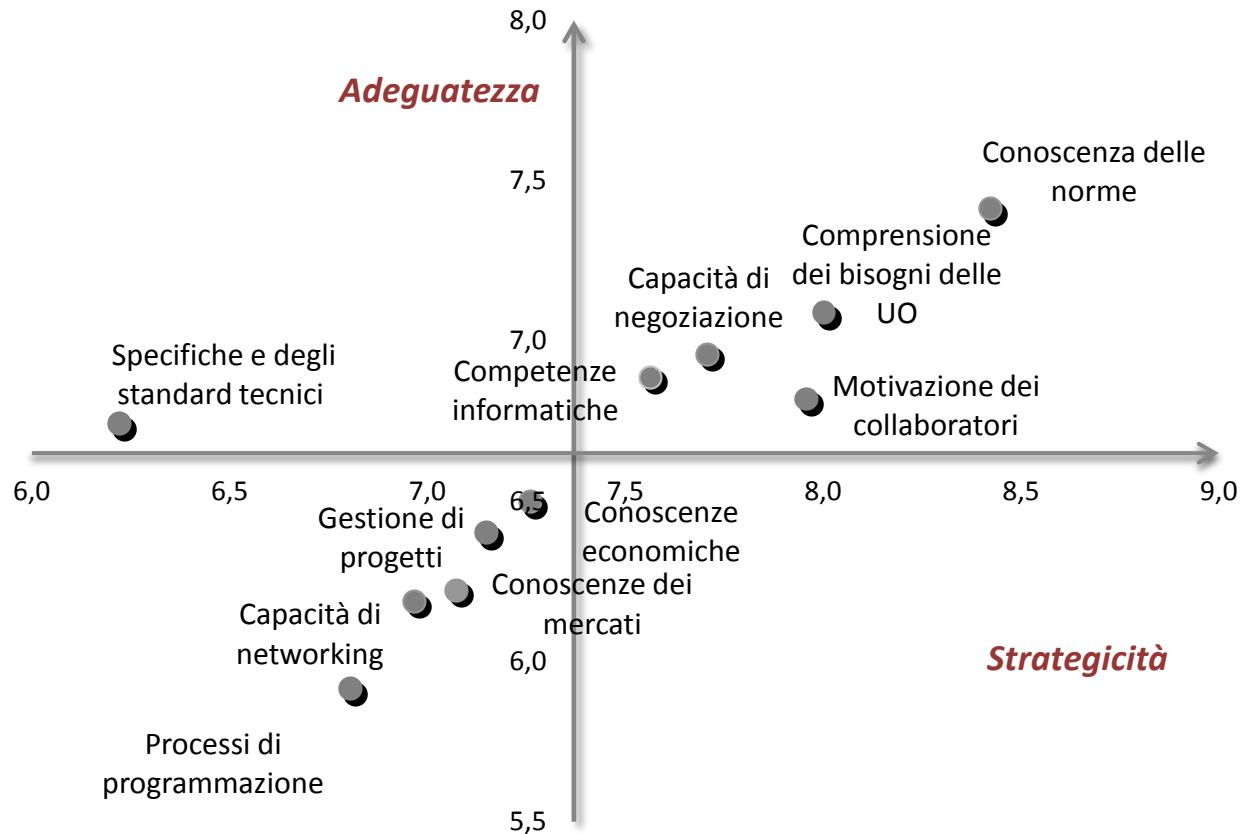 8,0
Adeguatezza
Conoscenza delle
norme
7,5
Comprensione
dei bisogni delle
UO
Capacità di
negoziazione
7,0
Specifiche e degli
standard tecnici
Competenze
informatiche
Motivazione dei
collaboratori
6,0
6,5
7,0
7,5
8,0
8,5
9,0
6,5
Gestione di
progetti
Conoscenze
economiche
Conoscenze dei
mercati
Capacità di
networking
6,0
Strategicità
Processi di
programmazione
5,5